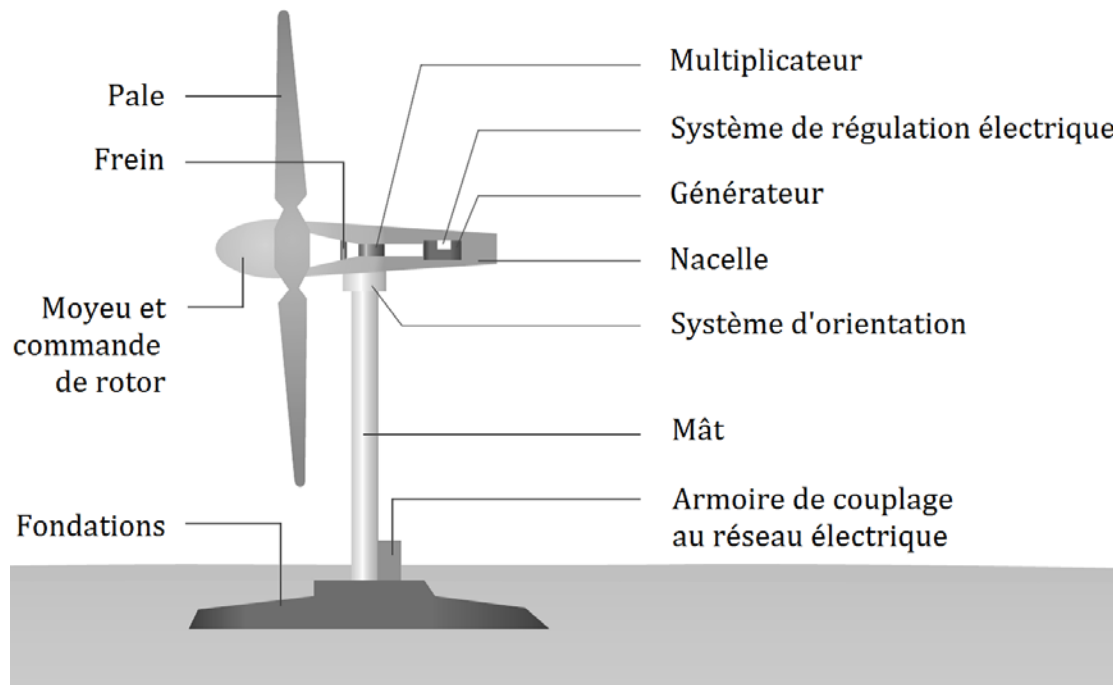 Pale
Frein
Moyeu et
commande
de rotor
Fondations
Multiplicateur
Système de régulation électrique
Générateur
Nacelle
Système d'orientation
Mât
Armoire de couplage
au réseau électrique